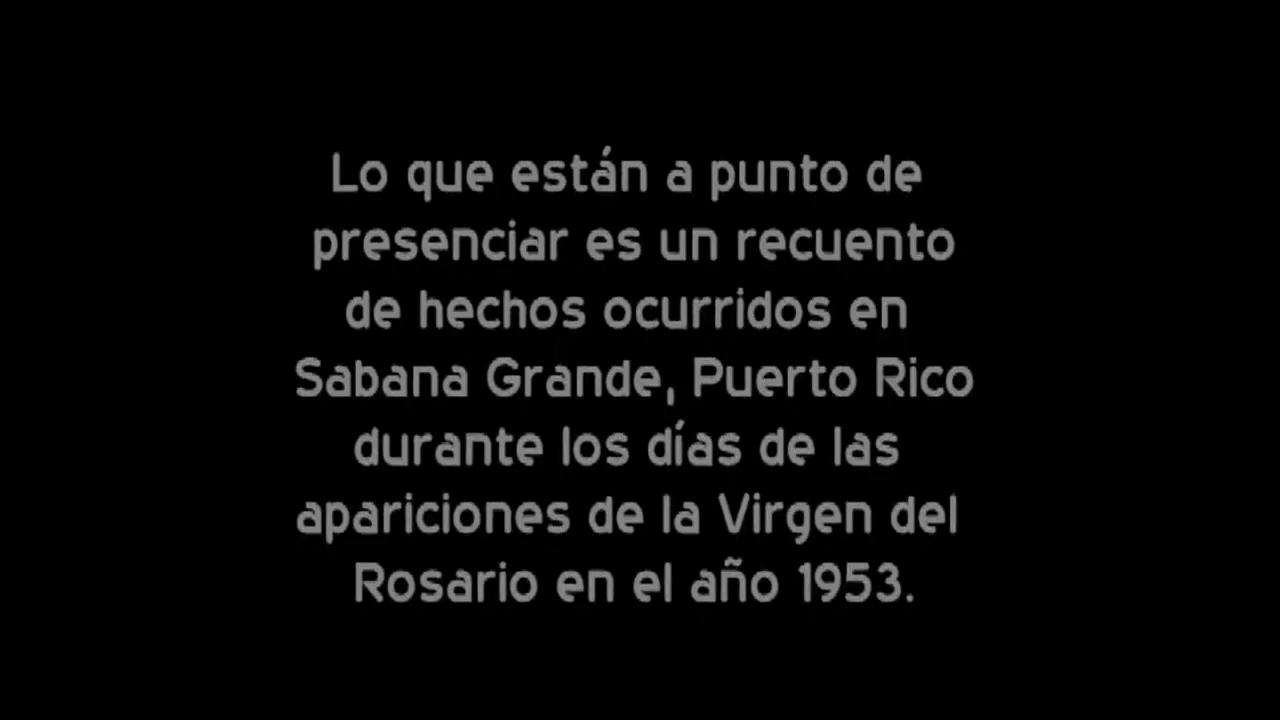 Lo que están a punto de
presenciar es un recuento
de hechos ocurridos en
Sabana Grande, Puerto Rico
durante los días de las
apariciones de la Virgen del
Rosario en el año 1953.